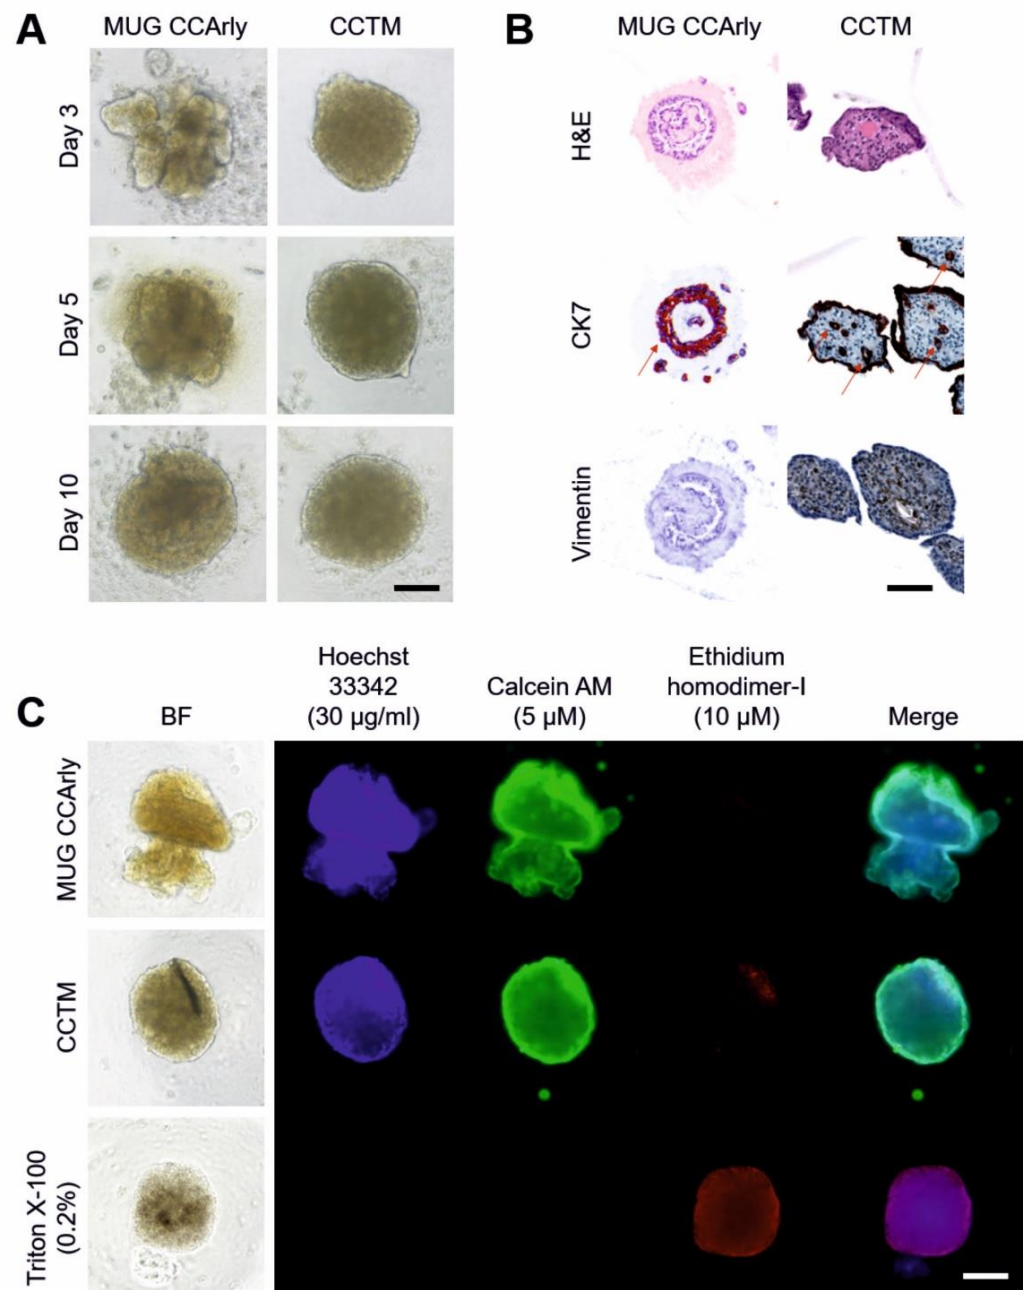 A
MUG CCArly
CCTM
Day 3
Day 5
Day 10
B
MUG CCArly
CCTM
H&E
CK7
Vimentin
C
BF
Hoechst
33342
(30 µg/ml)
Calcein AM
(5 µM)
Ethidium
homodimer-I
(10 µM)
Merge
MUG CCArly
CCTM
Triton X-100
(0.2%)